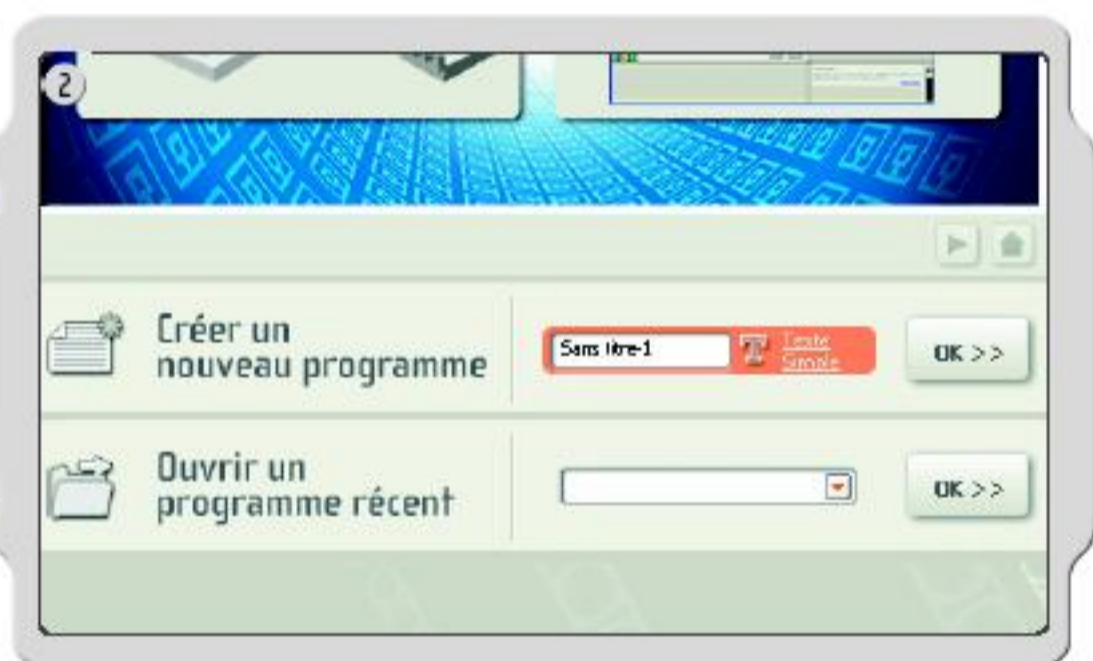 2
Créer un
nouveau programme
Sans titre-1
Texte
Simple
OK >>
Ouvrir un
programme récent
OK >>